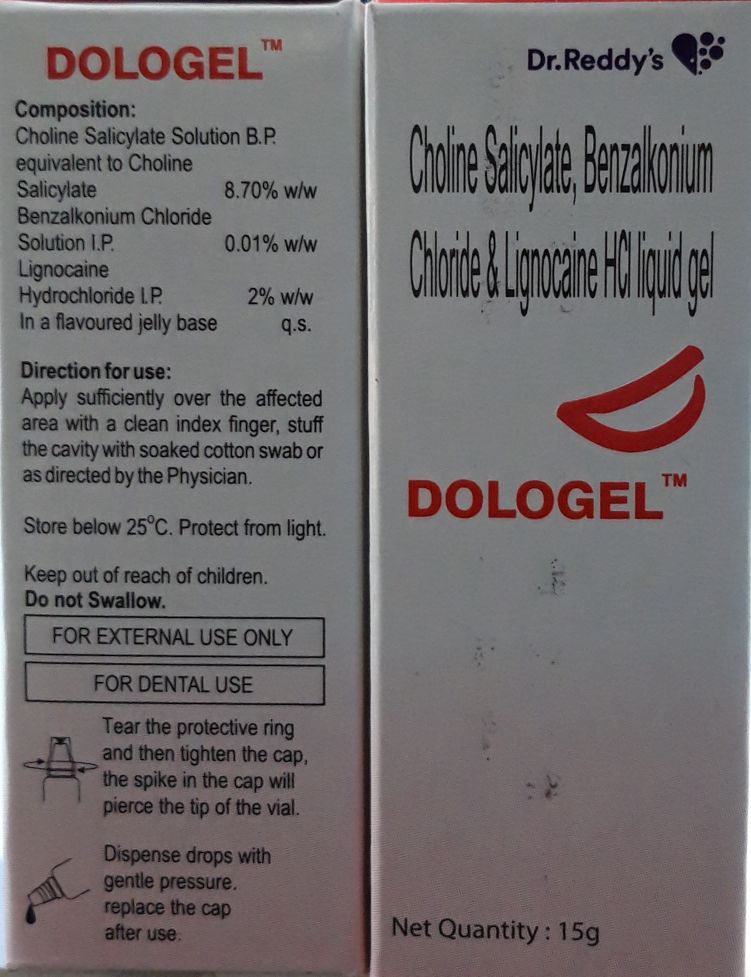 DOLOGEL™
Composition:
Choline Salicylate Solution B.P.
equivalent to Choline
Salicylate 8.70% w/w
Benzalkonium Chloride
Solution I.P. 0.01% w/w
Lignocaine
Hydrochloride I.P. 2% w/w
In a flavoured jelly base q.s.
Direction for use:
Apply sufficiently over the affected
area with a clean index finger, stuff
the cavity with soaked cotton swab or
as directed by the Physician.
Store below 25°C. Protect from light.
Keep out of reach of children.
Do not Swallow.
FOR EXTERNAL USE ONLY
FOR DENTAL USE
Tear the protective ring
and then tighten the cap,
the spike in the cap will
pierce the tip of the vial.
Dispense drops with
gentle pressure.
replace the cap
after use.
Dr.Reddy's
Choline Salicylate, Benzalkonium
Chloride & Lignocaine HCl liquid gel
DOLOGEL™
Net Quantity : 15g